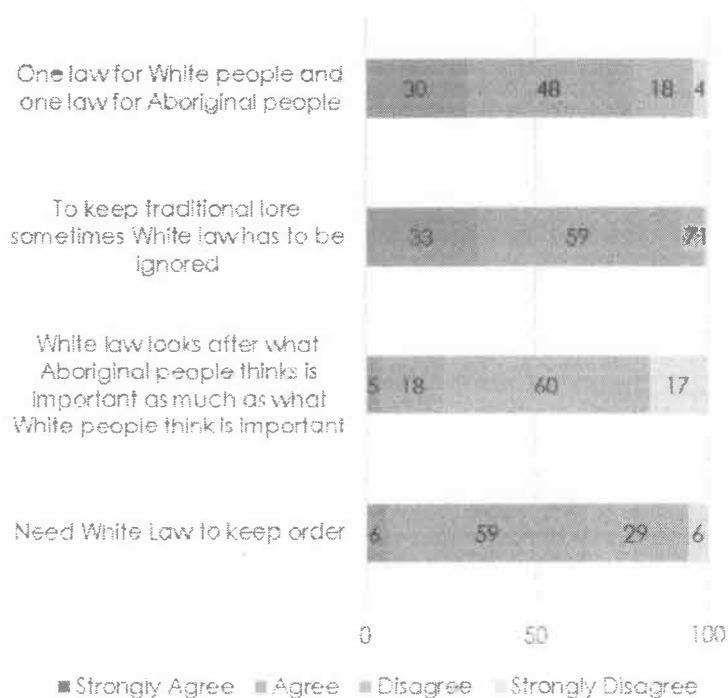 One law for White people and
one law for Aboriginal people
30 48 18 4
To keep traditional lore
sometimes White law has to be
ignored
33 59 7 1
White law looks after what
Aboriginal people thinks is
important as much as what
White people think is important
5 18 60 17
Need White Law to keep order
6 59 29 6
0 50 100
Strongly Agree Agree Disagree Strongly Disagree